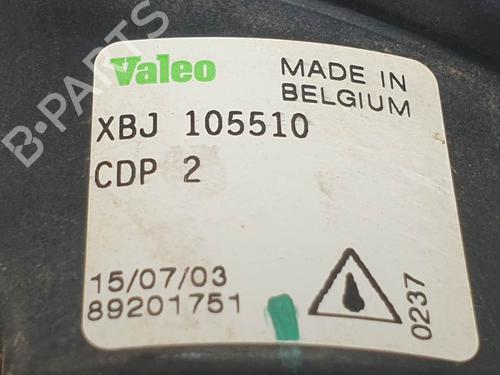 B-PARTS
Valeo
MADE IN
BELGIUM
XBJ 105510
CDP 2
15/07/03
89201751
0237